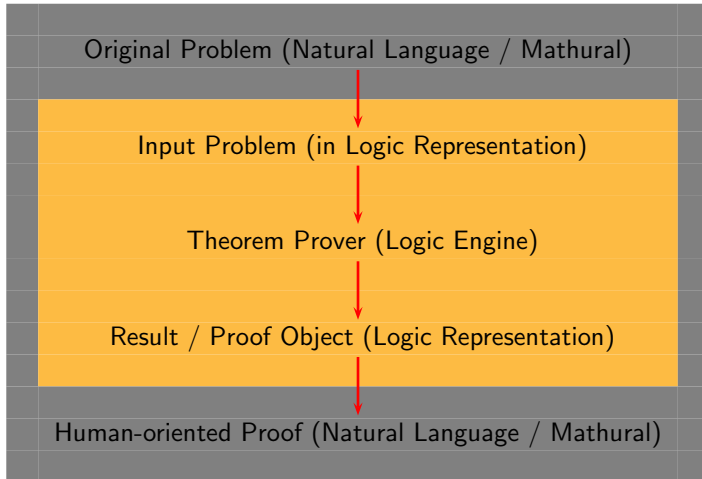 Original Problem (Natural Language / Mathural)
Input Problem (in Logic Representation)
Theorem Prover (Logic Engine)
Result / Proof Object (Logic Representation)
Human-oriented Proof (Natural Language / Mathural)